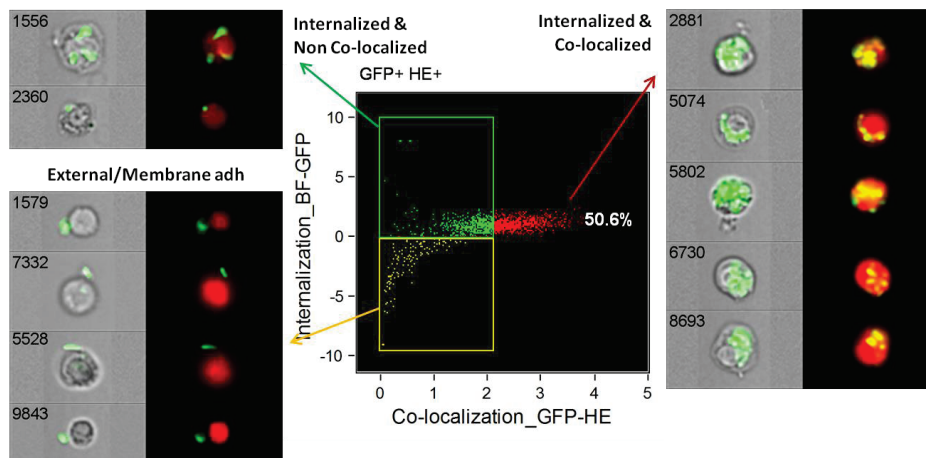 1556
2360
External/Membrane adh
1579
7332
5528
9843
Internalized &
Non Co-localized
Internalized &
Co-localized
GFP+ HE+
Internalization_BF-GFP
10
5
0
-5
-10
50.6%
0 1 2 3 4 5
Co-localization_GFP-HE
2881
5074
5802
6730
8693